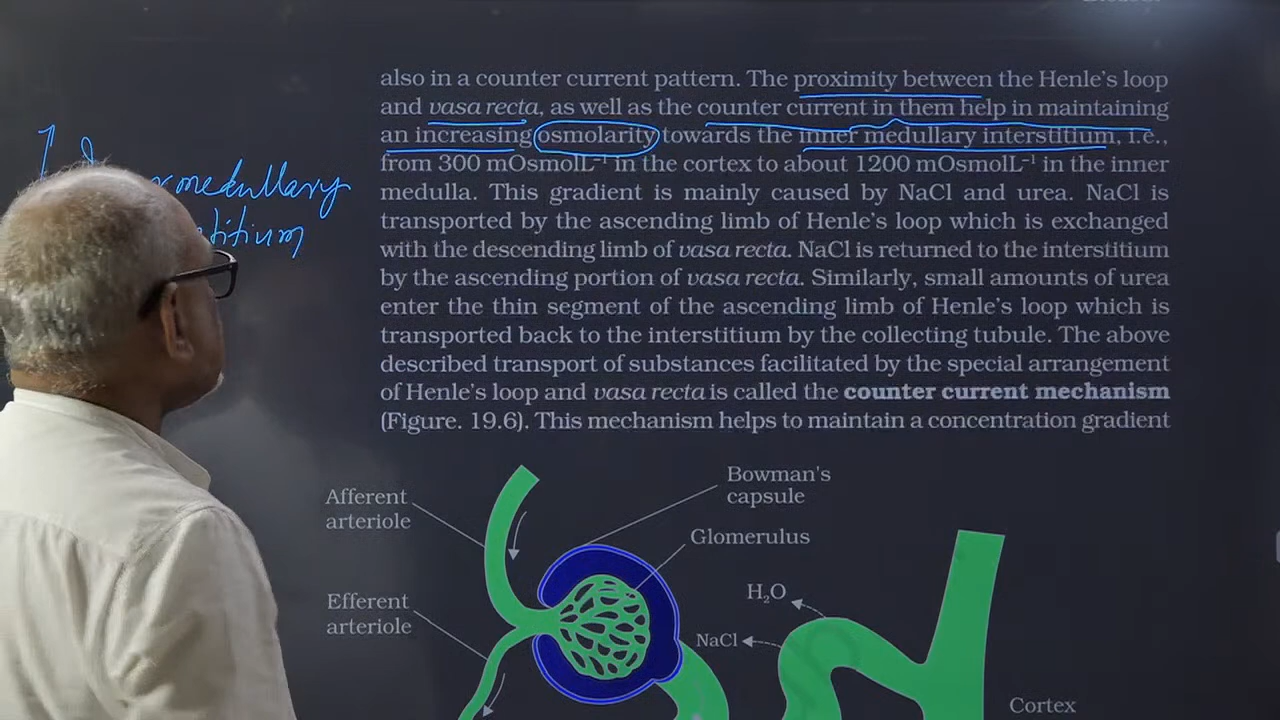 also in a counter current pattern. The proximity between the Henle's loop
and vasa recta, as well as the counter current in them help in maintaining
an increasing osmolarity towards the inner medullary interstitium, i.e.,
from 300 mOsmolL⁻¹ in the cortex to about 1200 mOsmolL⁻¹ in the inner
medulla. This gradient is mainly caused by NaCl and urea. NaCl is
transported by the ascending limb of Henle's loop which is exchanged
with the descending limb of vasa recta. NaCl is returned to the interstitium
by the ascending portion of vasa recta. Similarly, small amounts of urea
enter the thin segment of the ascending limb of Henle's loop which is
transported back to the interstitium by the collecting tubule. The above
described transport of substances facilitated by the special arrangement
of Henle's loop and vasa recta is called the counter current mechanism
(Figure. 19.6). This mechanism helps to maintain a concentration gradient
medullary
Afferent
arteriole
Bowman's
capsule
Glomerulus
Efferent
arteriole
H₂O
NaCl
Cortex